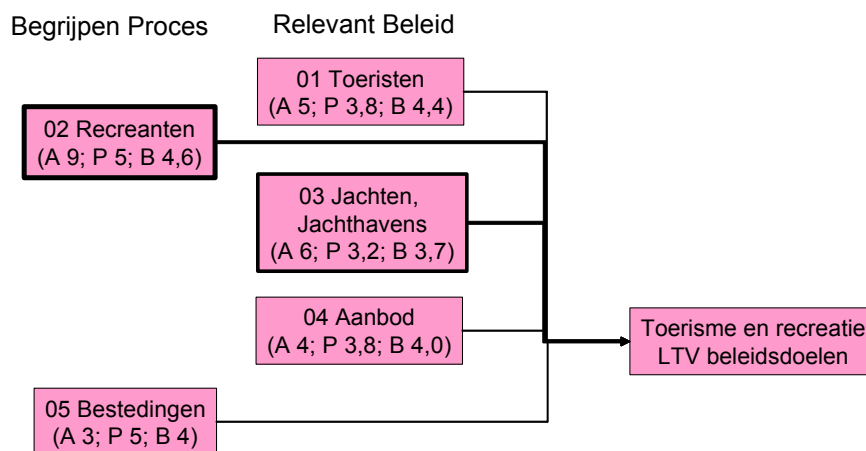 Begrijpen Proces
Relevant Beleid
01 Toeristen
(A 5; P 3,8; B 4,4)
02 Recreanten
(A 9; P 5; B 4,6)
03 Jachten,
Jachthavens
(A 6; P 3,2; B 3,7)
04 Aanbod
(A 4; P 3,8; B 4,0)
Toerisme en recreatie
LTV beleidsdoelen
05 Bestedingen
(A 3; P 5; B 4)